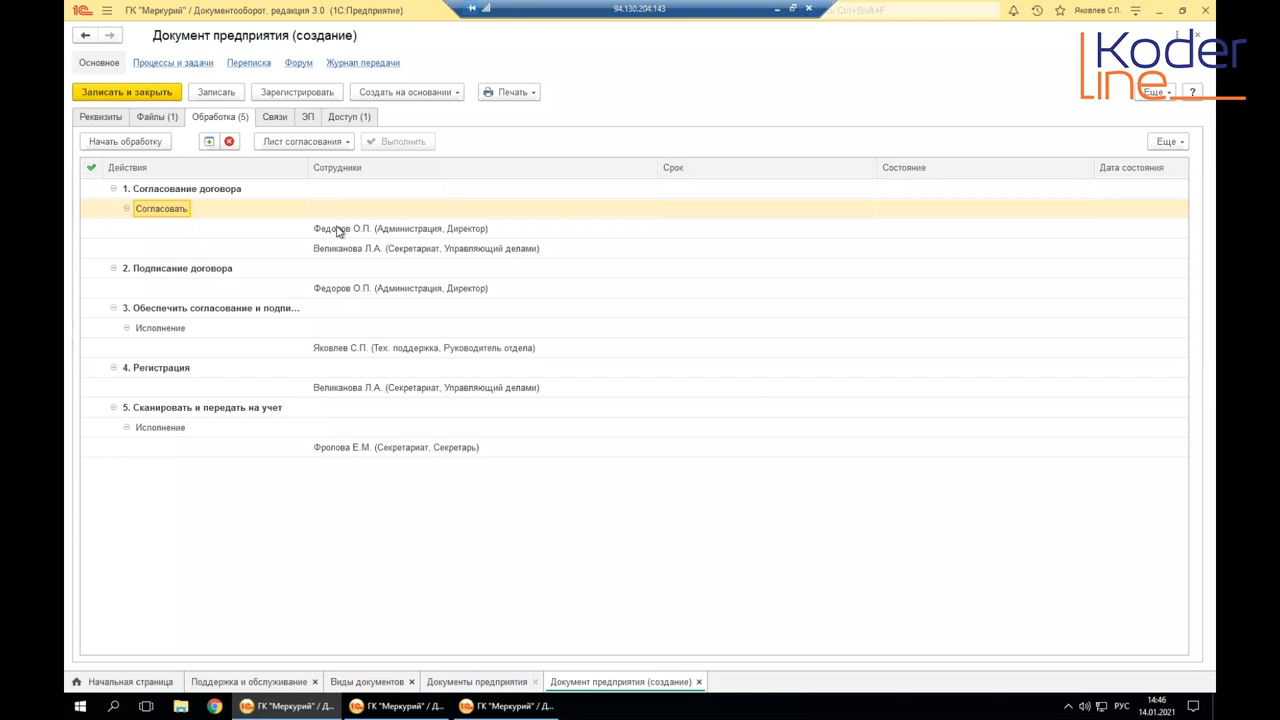 ГК "Меркурий" / Документооборот, редакция 3.0 (1С:Предприятие)
94.130.204.143
Ctrl+Shift+F
Яковлев С.П.
Документ предприятия (создание)
Koder
line
Основное
Процессы и задачи
Переписка
Форум
Журнал передачи
Записать и закрыть
Записать
Зарегистрировать
Создать на основании
Печать
Еще
?
Реквизиты
Файлы (1)
Обработка (5)
Связи
ЭП
Доступ (1)
Начать обработку
Лист согласования
Выполнить
Еще
Действия
Сотрудники
Срок
Состояние
Дата состояния
1. Согласование договора
Согласовать
Федоров О.П. (Администрация, Директор)
Великанова Л.А. (Секретариат, Управляющий делами)
2. Подписание договора
Федоров О.П. (Администрация, Директор)
3. Обеспечить согласование и подпи...
Исполнение
Яковлев С.П. (Тех. поддержка, Руководитель отдела)
4. Регистрация
Великанова Л.А. (Секретариат, Управляющий делами)
5. Сканировать и передать на учет
Исполнение
Фролова Е.М. (Секретариат, Секретарь)
Начальная страница
Поддержка и обслуживание
Виды документов
Документы предприятия
Документ предприятия (создание)
ГК "Меркурий" / Д...
ГК "Меркурий" / Д...
ГК "Меркурий" / Д...
РУС
14:46
14.01.2021